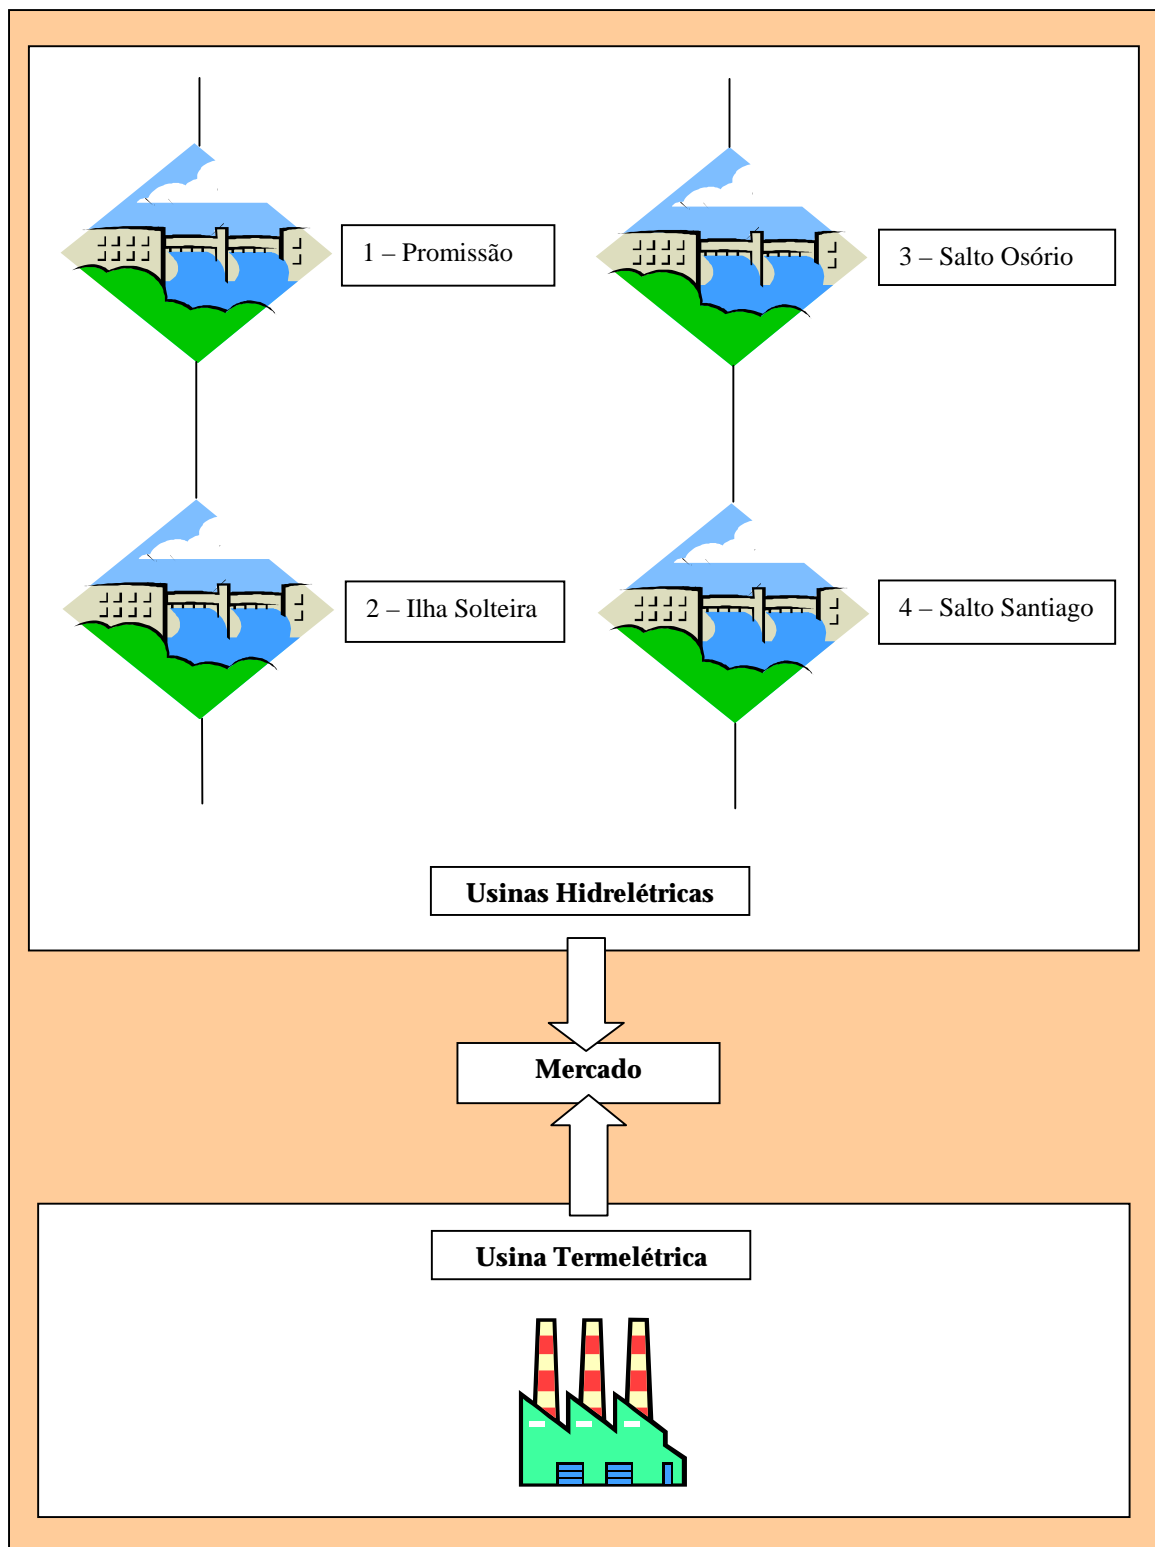 1 – Promissão
3 – Salto Osório
2 – Ilha Solteira
4 – Salto Santiago
Usinas Hidrelétricas
Mercado
Usina Termelétrica